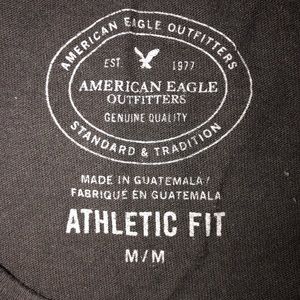 AMERICAN EAGLE OUTFITTERS
EST. 1977
AMERICAN EAGLE
OUTFITTERS
GENUINE QUALITY
STANDARD & TRADITION
MADE IN GUATEMALA/
FABRIQUÉ EN GUATEMALA
ATHLETIC FIT
M/M